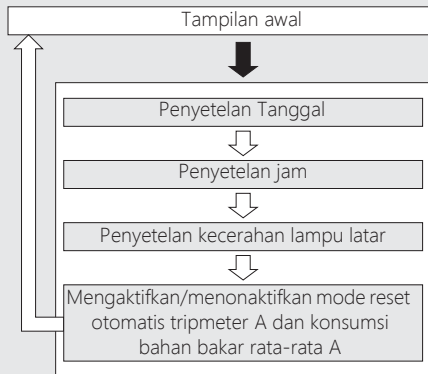 Tampilan awal
Penyetelan Tanggal
Penyetelan jam
Penyetelan kecerahan lampu latar
Mengaktifkan/menonaktifkan mode reset
otomatis tripmeter A dan konsumsi
bahan bakar rata-rata A